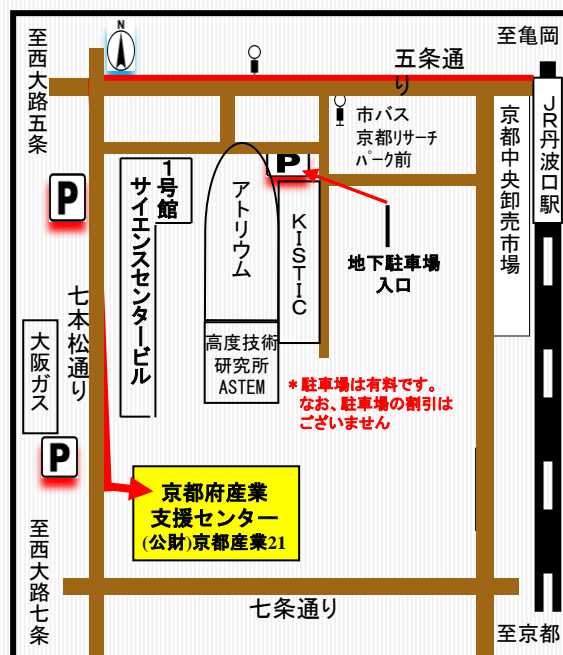 N
至西大路五条
五条通り
至亀岡
市バス
京都リサーチ
パーク前
京都中央卸売市場
JR丹波口駅
P
1号館
サイエンスセンタービル
アトリウム
P
KISTIC
地下駐車場
入口
七本松通り
大阪ガス
高度技術
研究所
ASTEM
*駐車場は有料です。
なお、駐車場の割引は
ございません
P
京都府産業
支援センター
(公財)京都産業21
至西大路七条
七条通り
至京都